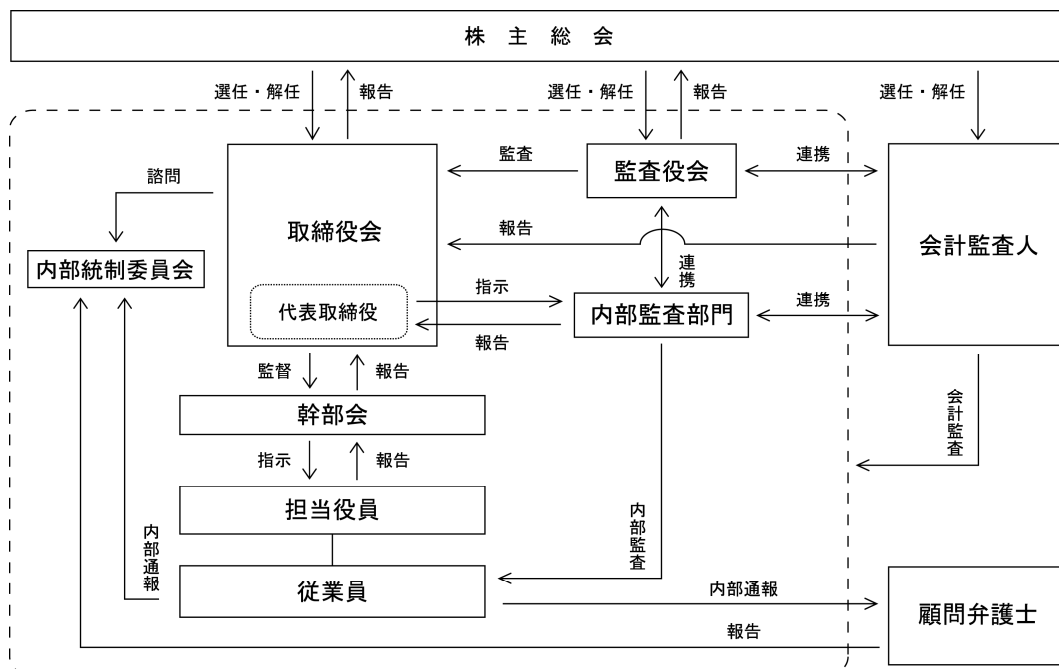 株主総会
選任・解任
報告
選任・解任
報告
選任・解任
諮問
監査
監査役会
連携
取締役会
報告
会計監査人
内部統制委員会
連携
代表取締役
指示
報告
内部監査部門
連携
監督
報告
幹部会
会計監査
指示
報告
担当役員
内部監査
内部通報
従業員
内部通報
顧問弁護士
報告